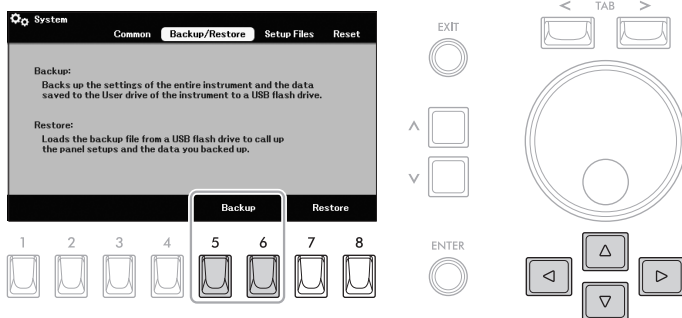 System
Common Backup/Restore Setup Files Reset
Backup:
Backs up the settings of the entire instrument and the data
saved to the User drive of the instrument to a USB flash drive.
Restore:
Loads the backup file from a USB flash drive to call up
the panel setups and the data you backed up.
Backup Restore
1 2 3 4 5 6 7 8
EXIT
ENTER
< TAB >